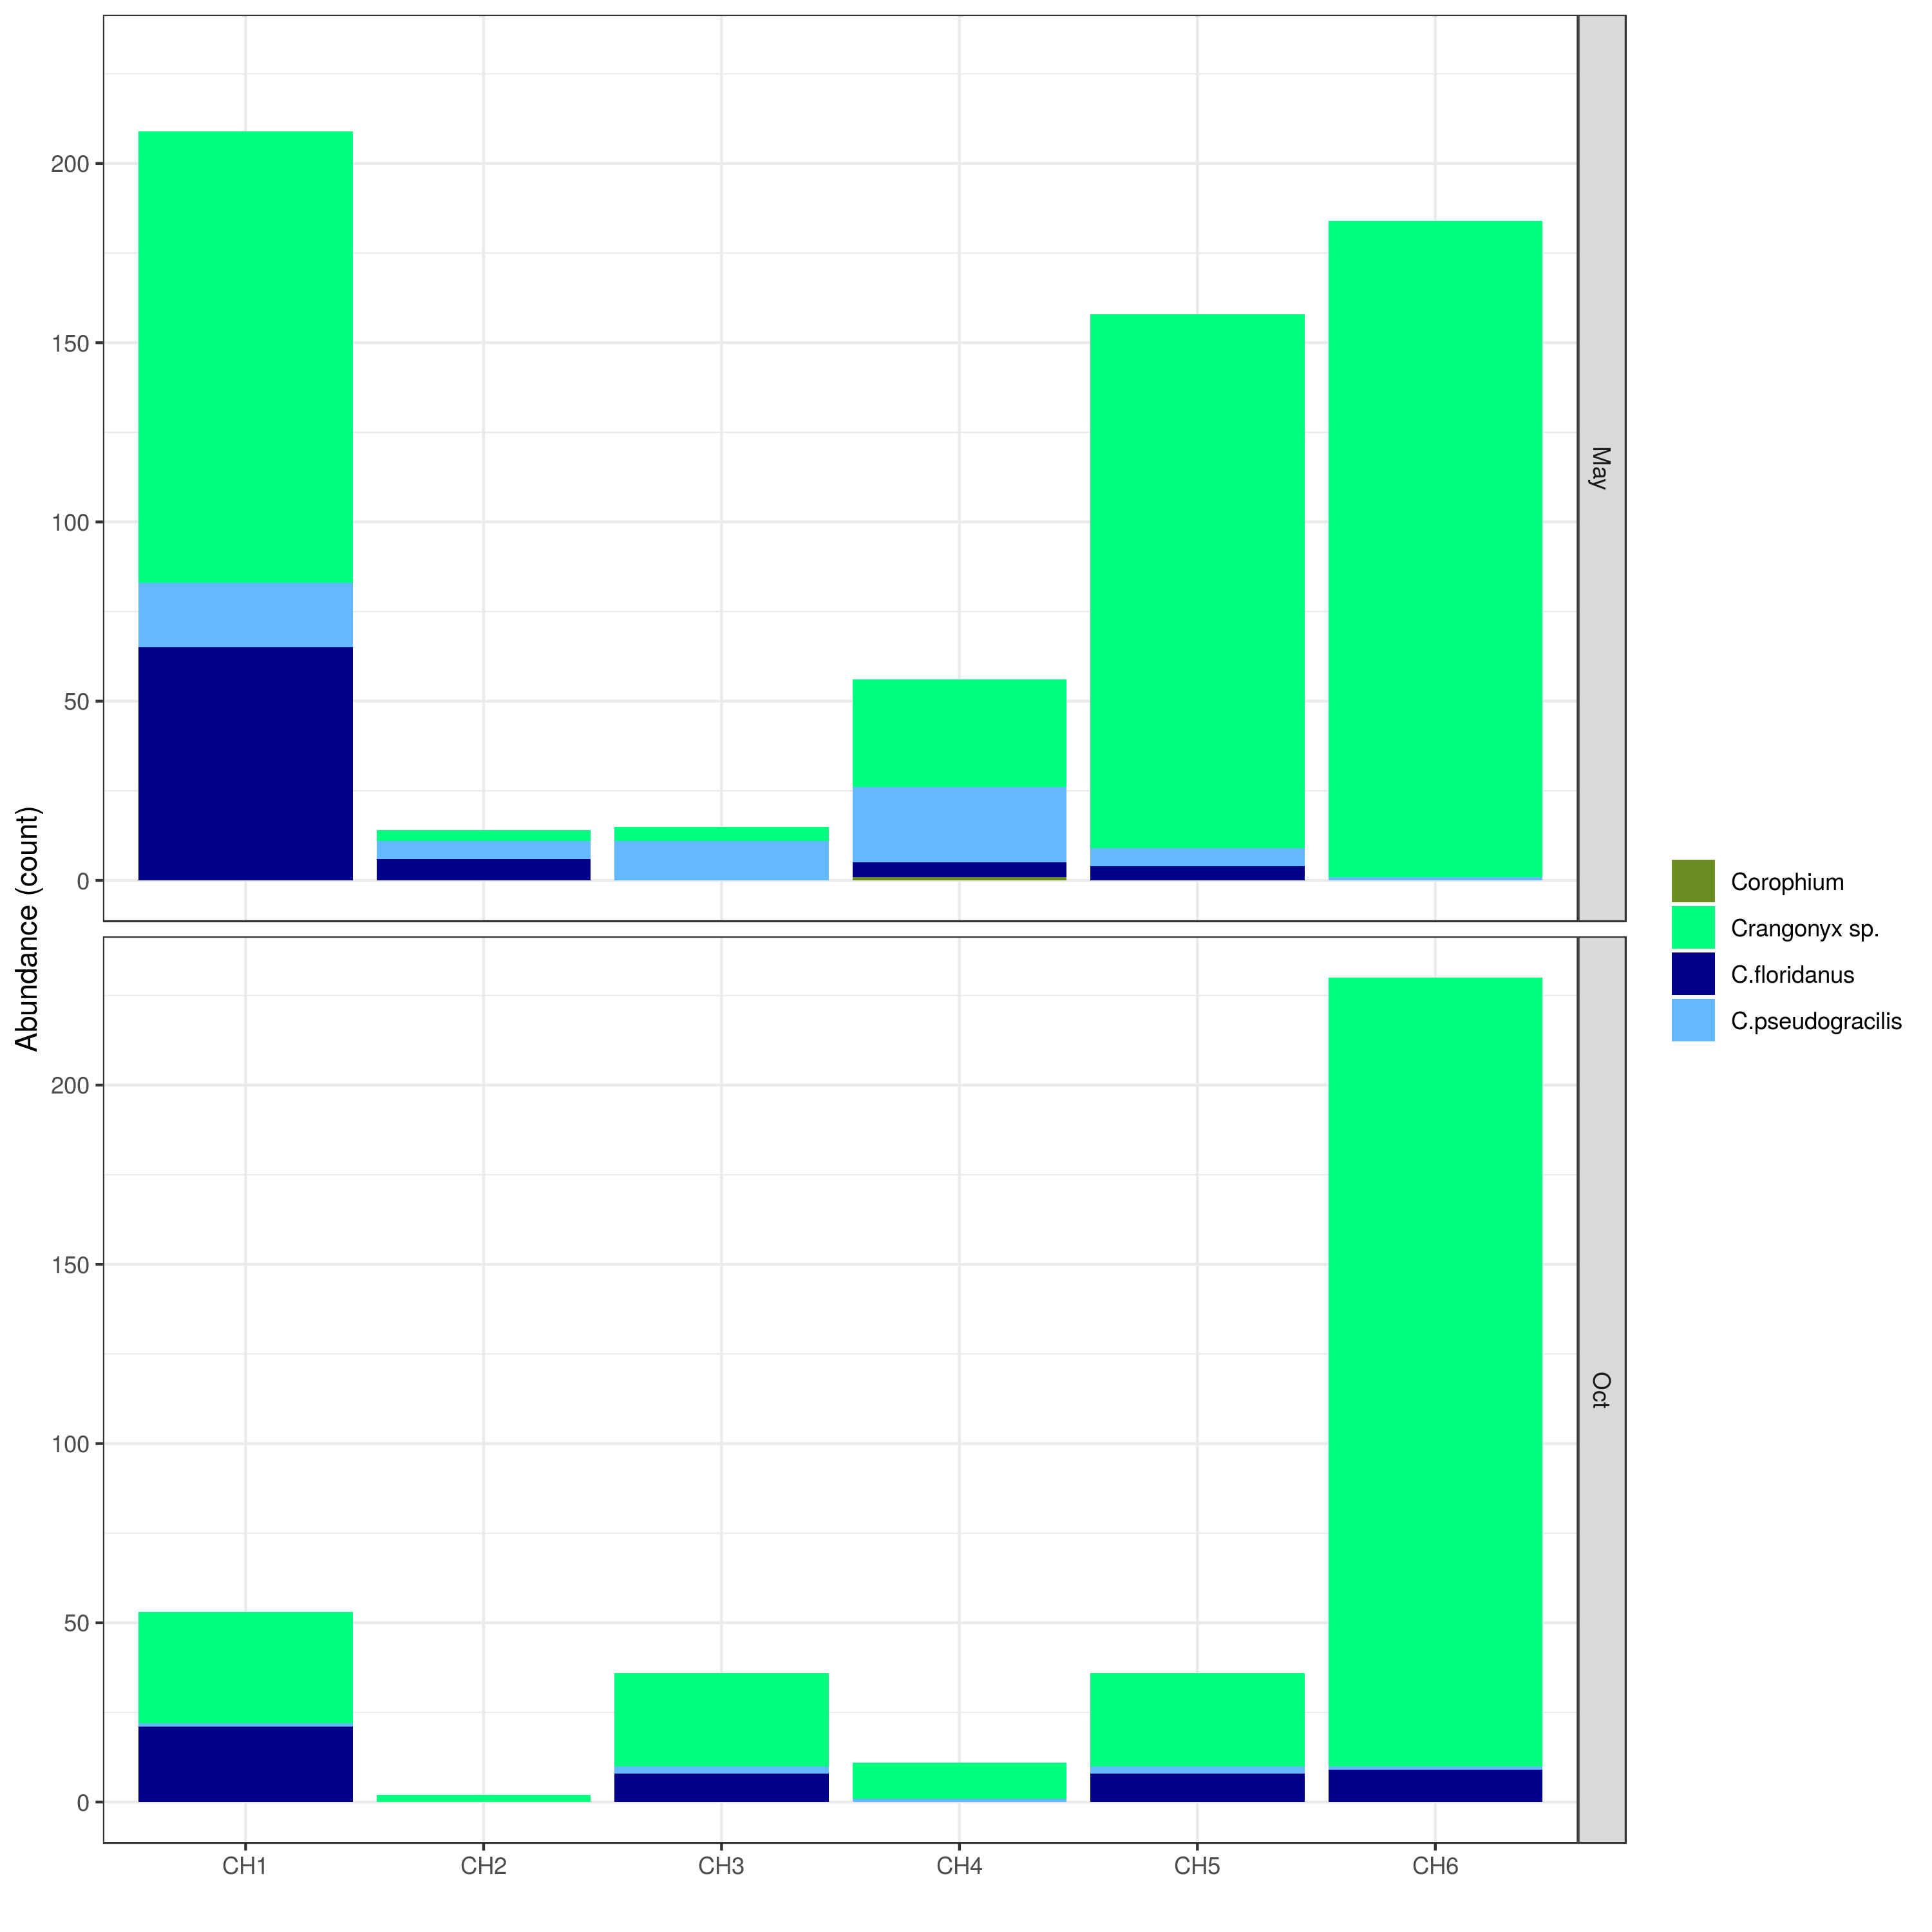 Abundance (count)
200
150
100
50
0
May
200
150
100
50
0
Oct
CH1
CH2
CH3
CH4
CH5
CH6
Corophium
Crangonyx sp.
C.floridanus
C.pseudogracilis